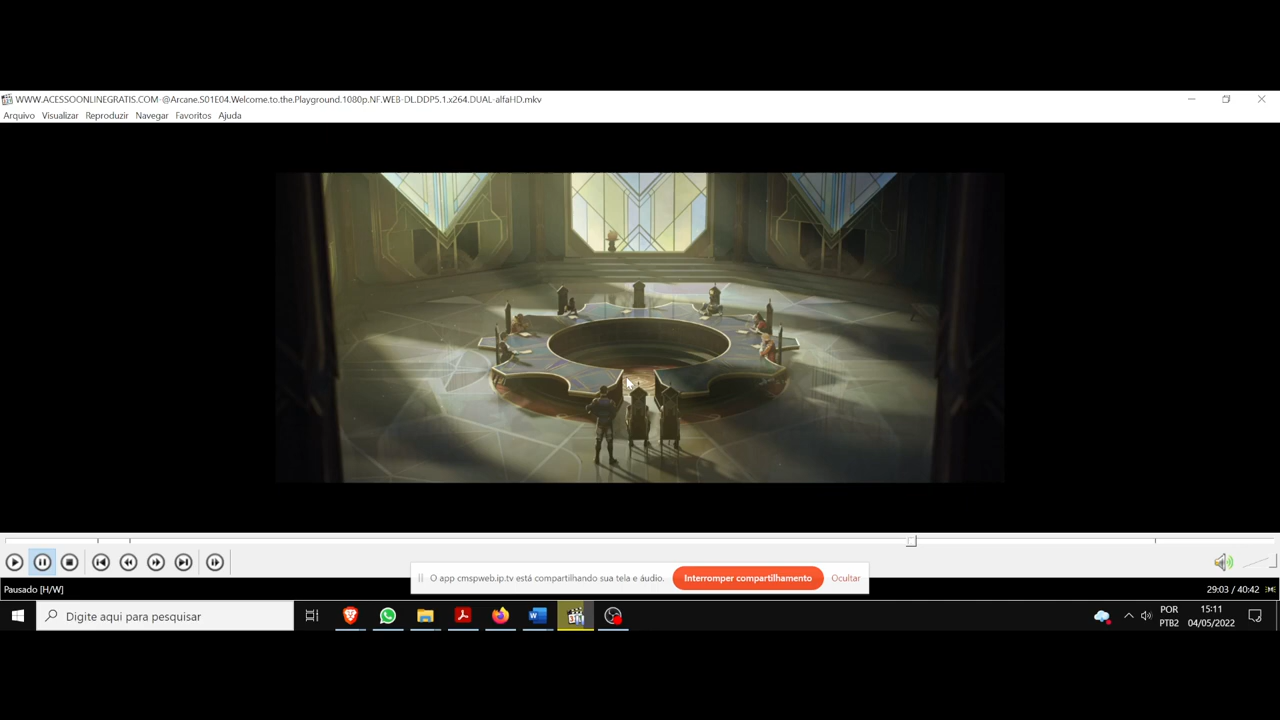 WWW.ACESSOONLINEGRATIS.COM-@Arcane.S01E04.Welcome.to.the.Playground.1080p.NF.WEB-DL.DDP5.1.x264.DUAL-alfaHD.mkv
Arquivo Visualizar Reproduzir Navegar Favoritos Ajuda
O app cmspweb.ip.tv está compartilhando sua tela e áudio. Interromper compartilhamento Ocultar
Pausado [H/W] 29:03 / 40:42
Digite aqui para pesquisar
POR 15:11
PTB2 04/05/2022